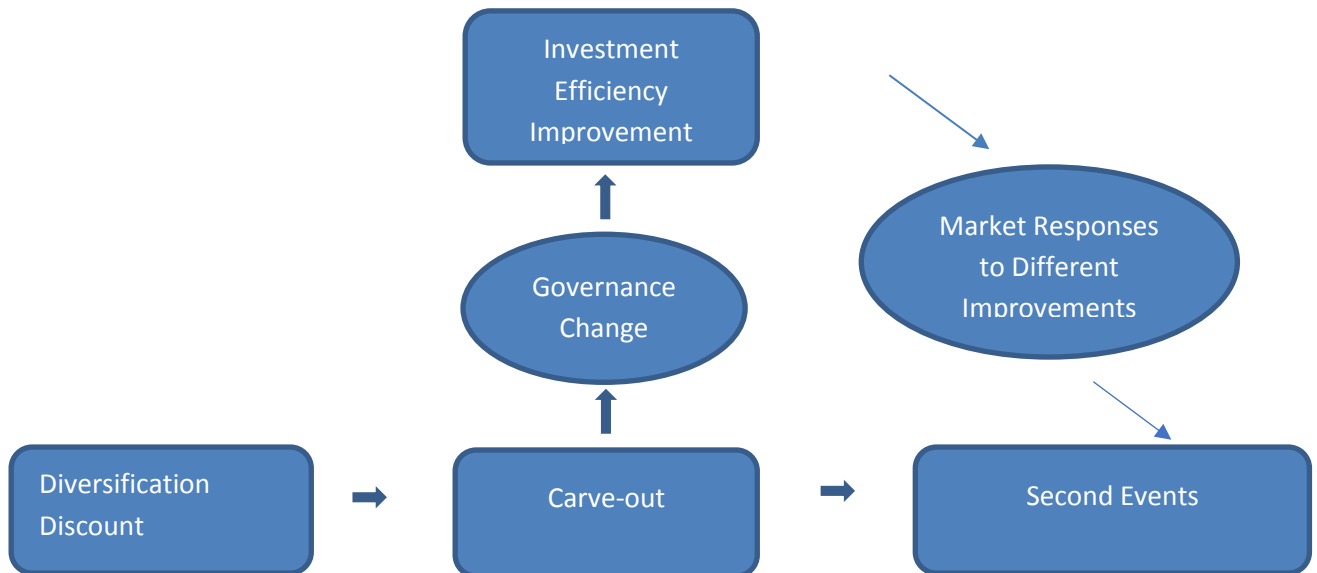 Investment
Efficiency
Improvement
Market Responses
to Different
Improvements
Governance
Change
Diversification
Discount
Carve-out
Second Events